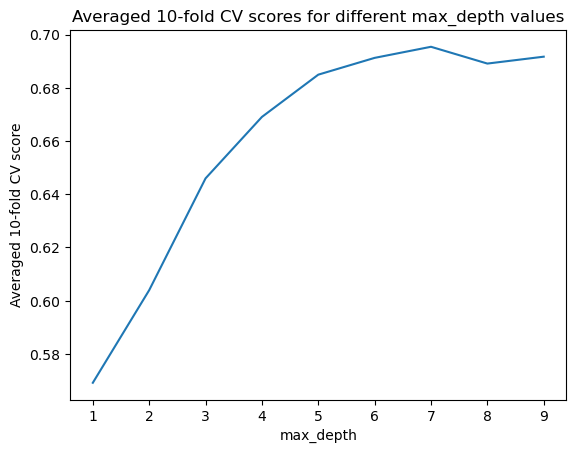 Averaged 10-fold CV scores for different max_depth values
0.70
0.68
0.66
0.64
0.62
0.60
0.58
Averaged 10-fold CV score
1 2 3 4 5 6 7 8 9
max_depth